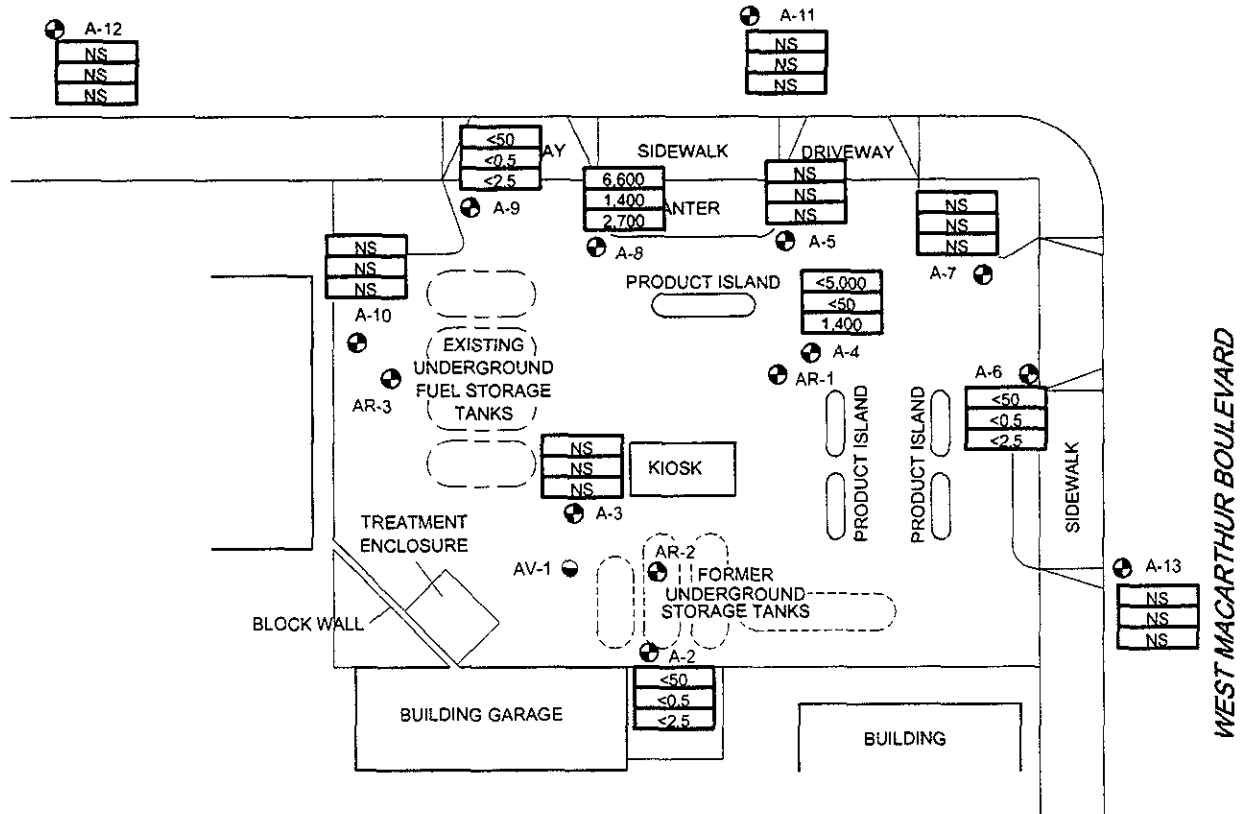 A-12
NS
NS
NS
A-11
NS
NS
NS
<50
<0.5
<2.5
AY
SIDEWALK
DRIVEWAY
6,600
1,400
2,700
ANTER
NS
NS
NS
NS
NS
NS
A-9
A-8
A-5
A-7
NS
NS
NS
A-10
PRODUCT ISLAND
<5,000
<50
1,400
A-4
AR-1
A-6
<50
<0.5
<2.5
EXISTING
UNDERGROUND
FUEL STORAGE
TANKS
AR-3
PRODUCT ISLAND
PRODUCT ISLAND
SIDEWALK
WEST MACARTHUR BOULEVARD
NS
NS
NS
KIOSK
A-3
TREATMENT
ENCLOSURE
AV-1
AR-2
FORMER
UNDERGROUND
STORAGE TANKS
A-13
NS
NS
NS
BLOCK WALL
A-2
<50
<0.5
<2.5
BUILDING GARAGE
BUILDING